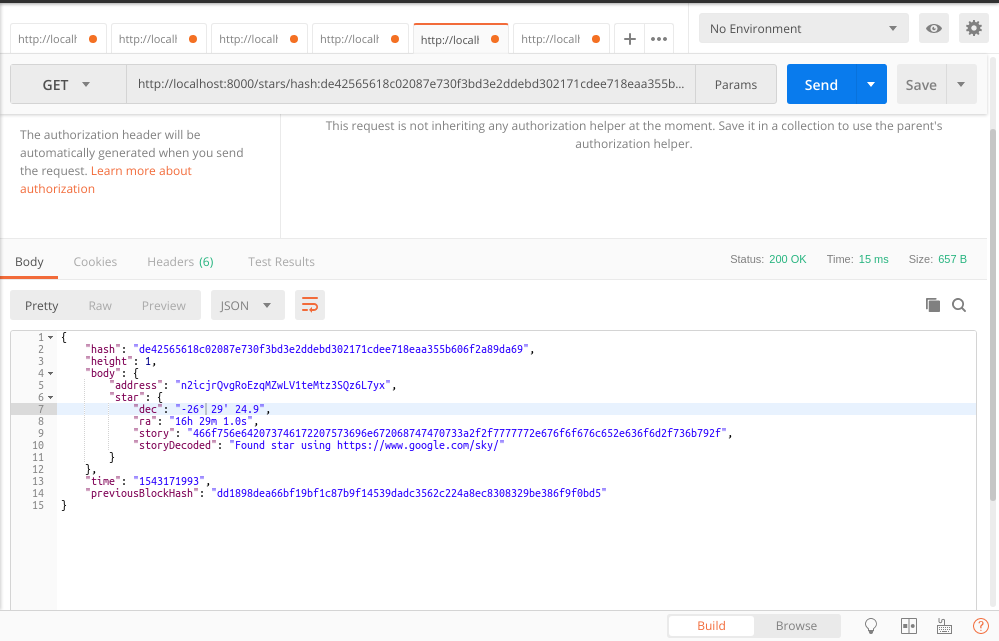 http://locall http://locall http://locall http://locall http://locall http://locall + ••• No Environment
GET http://localhost:8000/stars/hash:de42565618c02087e730f3bd3e2ddebd302171cdee718eaa355b... Params Send Save
The authorization header will be
automatically generated when you send
the request. Learn more about
authorization
This request is not inheriting any authorization helper at the moment. Save it in a collection to use the parent's
authorization helper.
Body Cookies Headers (6) Test Results Status: 200 OK Time: 15 ms Size: 657 B
Pretty Raw Preview JSON
1 {
2 "hash": "de42565618c02087e730f3bd3e2ddebd302171cdee718eaa355b606f2a89da69",
3 "height": 1,
4 "body": {
5 "address": "n2icjrQvgRoEzqMZwLV1teMtz3SQz6L7yx",
6 "star": {
7 "dec": "-26° 29' 24.9",
8 "ra": "16h 29m 1.0s",
9 "story": "466f756e642073746172207573696e672068747470733a2f2f7777772e676f6f676c652e636f6d2f736b792f",
10 "storyDecoded": "Found star using https://www.google.com/sky/"
11 }
12 },
13 "time": "1543171993",
14 "previousBlockHash": "dd1898dea66bf19bf1c87b9f14539dadc3562c224a8ec8308329be386f9f0bd5"
15 }
Build Browse ?